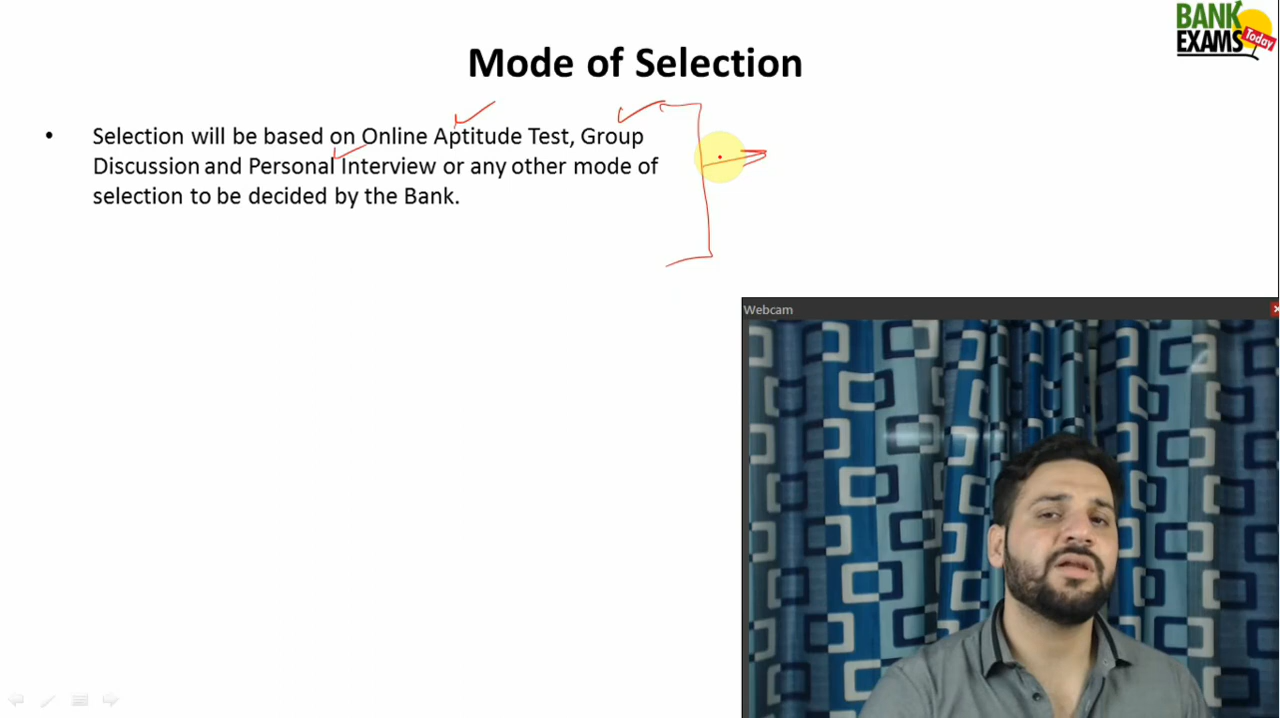 BANK
EXAMS Today
Mode of Selection
• Selection will be based on Online Aptitude Test, Group
Discussion and Personal Interview or any other mode of
selection to be decided by the Bank.
Webcam